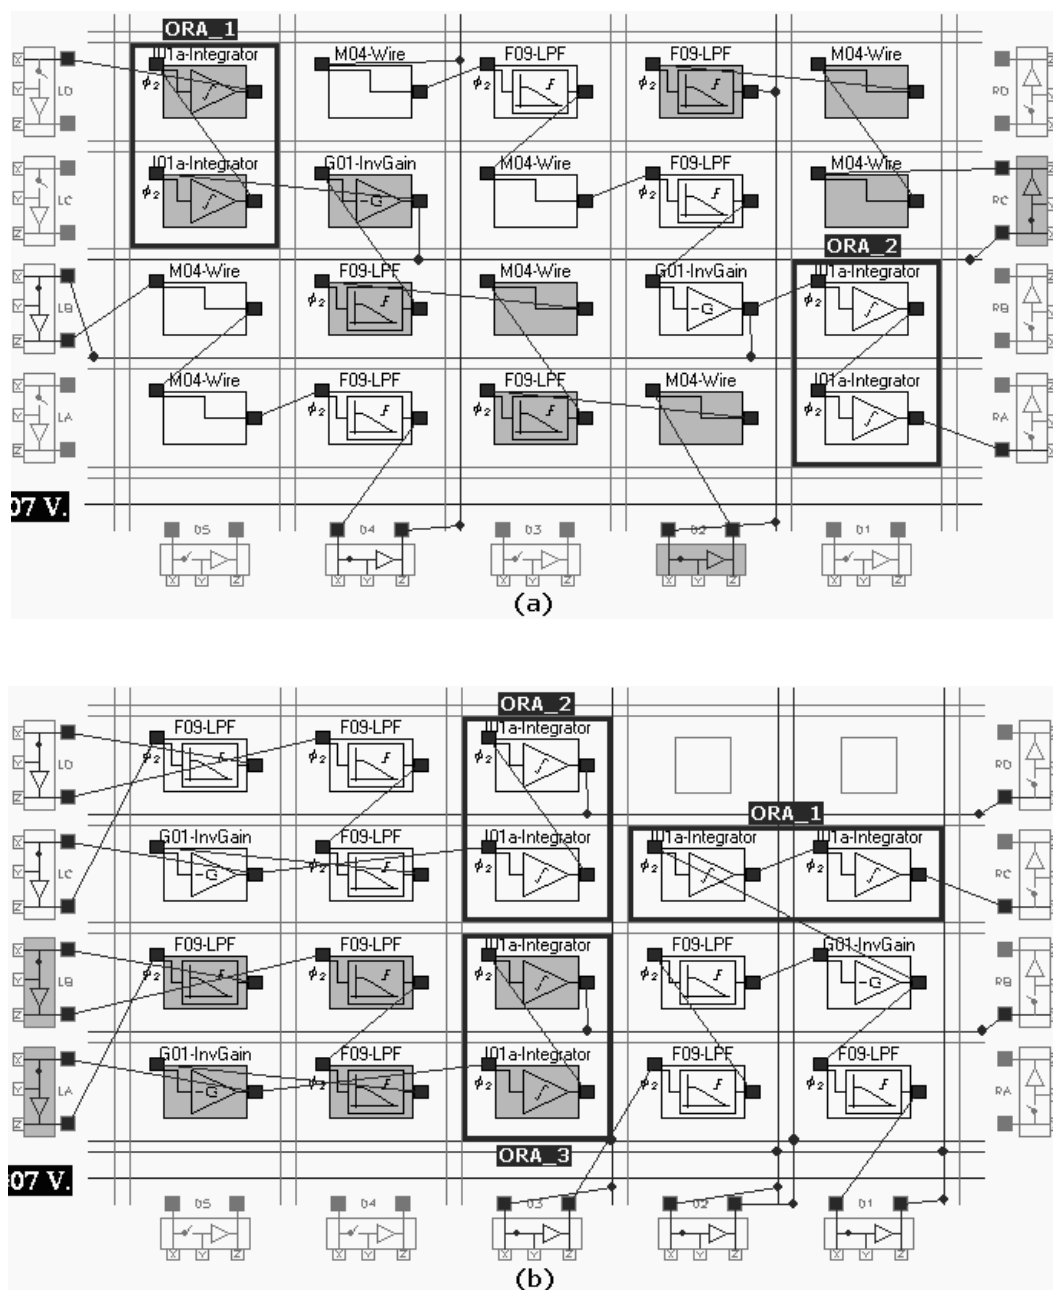 ORA_1
I01a-Integrator M04-Wire F09-LPF F09-LPF M04-Wire
X Y Z LD ϕ2 ϕ2 ϕ2 RD
I01a-Integrator G01-InvGain M04-Wire F09-LPF M04-Wire
X Y Z LC ϕ2 ϕ2 -G ϕ2 RC
ORA_2
M04-Wire F09-LPF M04-Wire G01-InvGain I01a-Integrator
X Y Z LB ϕ2 ϕ2 -G ϕ2 RB
M04-Wire F09-LPF F09-LPF M04-Wire I01a-Integrator
X Y Z LA ϕ2 ϕ2 ϕ2 RA
07 V.
D5 D4 D3 D2 D1
X Y Z X Y Z X Y Z X Y Z X Y Z
(a)
ORA_2
F09-LPF F09-LPF I01a-Integrator
X Y Z LD ϕ2 ϕ2 ϕ2 RD
ORA_1
G01-InvGain F09-LPF I01a-Integrator I01a-Integrator I01a-Integrator
X Y Z LC ϕ2 -G ϕ2 ϕ2 ϕ2 ϕ2 RC
F09-LPF F09-LPF I01a-Integrator F09-LPF G01-InvGain
X Y Z LB ϕ2 ϕ2 ϕ2 ϕ2 ϕ2 -G RB
G01-InvGain F09-LPF I01a-Integrator F09-LPF F09-LPF
X Y Z LA ϕ2 -G ϕ2 ϕ2 ϕ2 ϕ2 RA
ORA_3
07 V.
D5 D4 D3 D2 D1
X Y Z X Y Z X Y Z X Y Z X Y Z
(b)